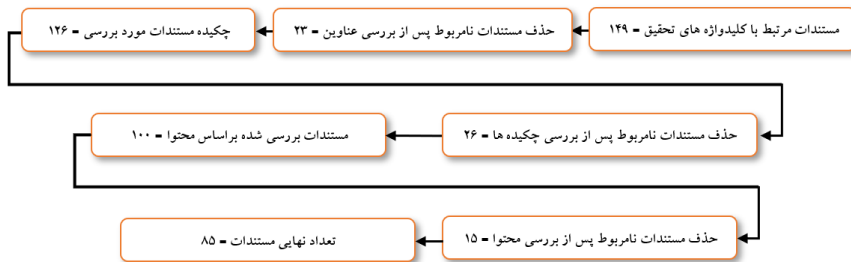 مستندات مرتبط با کلیدواژه های تحقیق = ۱۴۹
حذف مستندات نامربوط پس از بررسی عناوین = ۲۳
چکیده مستندات مورد بررسی = ۱۲۶
حذف مستندات نامربوط پس از بررسی چکیده ها = ۲۶
مستندات بررسی شده براساس محتوا = ۱۰۰
حذف مستندات نامربوط پس از بررسی محتوا = ۱۵
تعداد نهایی مستندات = ۸۵